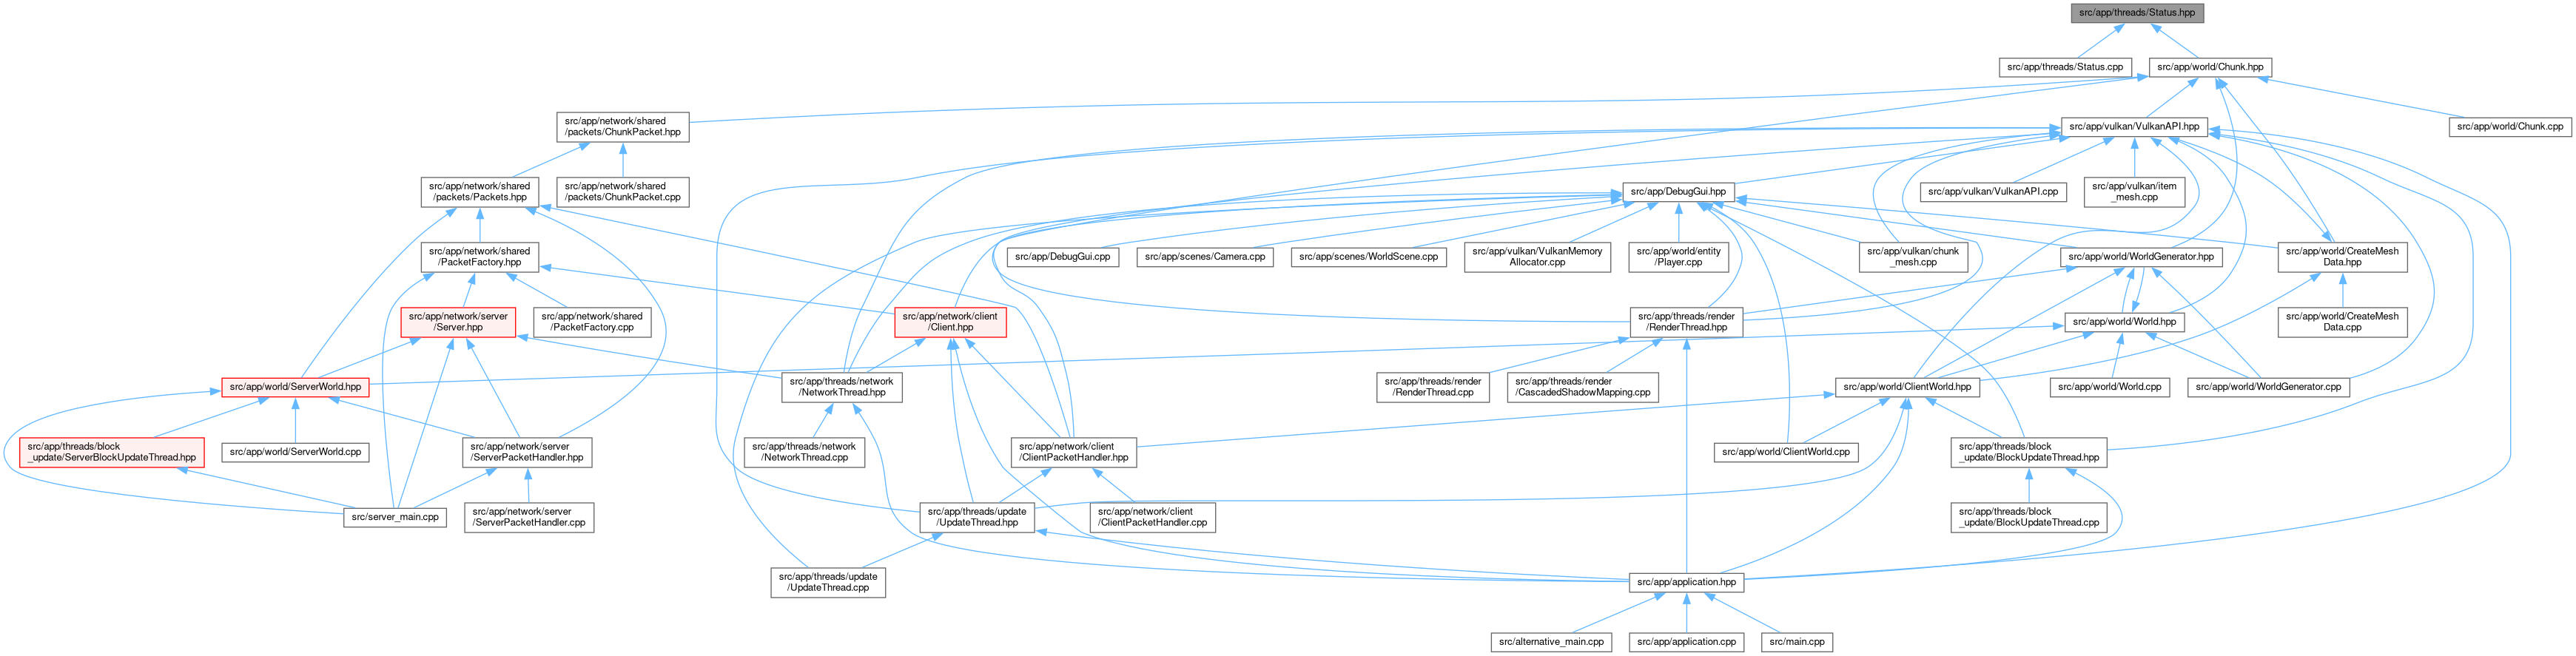 src/app/threads/Status.hpp
src/app/threads/Status.cpp
src/app/world/Chunk.hpp
src/app/network/shared
/packets/ChunkPacket.hpp
src/app/vulkan/VulkanAPI.hpp
src/app/world/Chunk.cpp
src/app/network/shared
/packets/Packets.hpp
src/app/network/shared
/packets/ChunkPacket.cpp
src/app/DebugGui.hpp
src/app/vulkan/VulkanAPI.cpp
src/app/vulkan/item
_mesh.cpp
src/app/network/shared
/PacketFactory.hpp
src/app/DebugGui.cpp
src/app/scenes/Camera.cpp
src/app/scenes/WorldScene.cpp
src/app/vulkan/VulkanMemory
Allocator.cpp
src/app/world/entity
/Player.cpp
src/app/vulkan/chunk
_mesh.cpp
src/app/world/WorldGenerator.hpp
src/app/world/CreateMesh
Data.hpp
src/app/network/server
/Server.hpp
src/app/network/shared
/PacketFactory.cpp
src/app/network/client
/Client.hpp
src/app/threads/render
/RenderThread.hpp
src/app/world/World.hpp
src/app/world/CreateMesh
Data.cpp
src/app/world/ServerWorld.hpp
src/app/threads/network
/NetworkThread.hpp
src/app/threads/render
/RenderThread.cpp
src/app/threads/render
/CascadedShadowMapping.cpp
src/app/world/ClientWorld.hpp
src/app/world/World.cpp
src/app/world/WorldGenerator.cpp
src/app/threads/block
_update/ServerBlockUpdateThread.hpp
src/app/world/ServerWorld.cpp
src/app/network/server
/ServerPacketHandler.hpp
src/app/threads/network
/NetworkThread.cpp
src/app/network/client
/ClientPacketHandler.hpp
src/app/world/ClientWorld.cpp
src/app/threads/block
_update/BlockUpdateThread.hpp
src/server_main.cpp
src/app/network/server
/ServerPacketHandler.cpp
src/app/threads/update
/UpdateThread.hpp
src/app/network/client
/ClientPacketHandler.cpp
src/app/threads/block
_update/BlockUpdateThread.cpp
src/app/threads/update
/UpdateThread.cpp
src/app/application.hpp
src/alternative_main.cpp
src/app/application.cpp
src/main.cpp